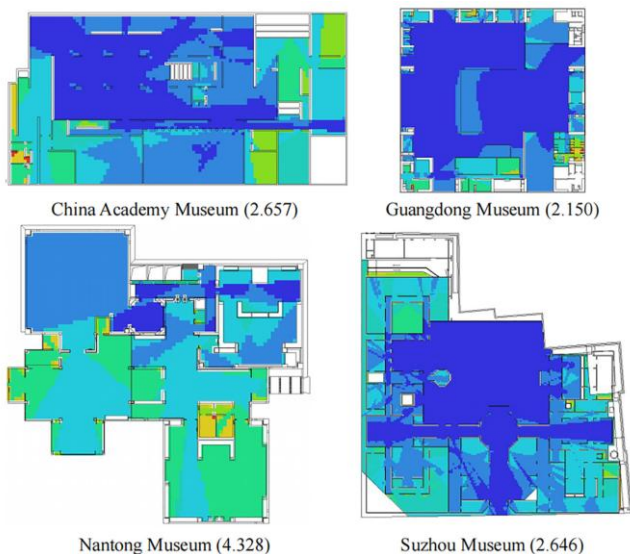 China Academy Museum (2.657)
Guangdong Museum (2.150)
Nantong Museum (4.328)
Suzhou Museum (2.646)